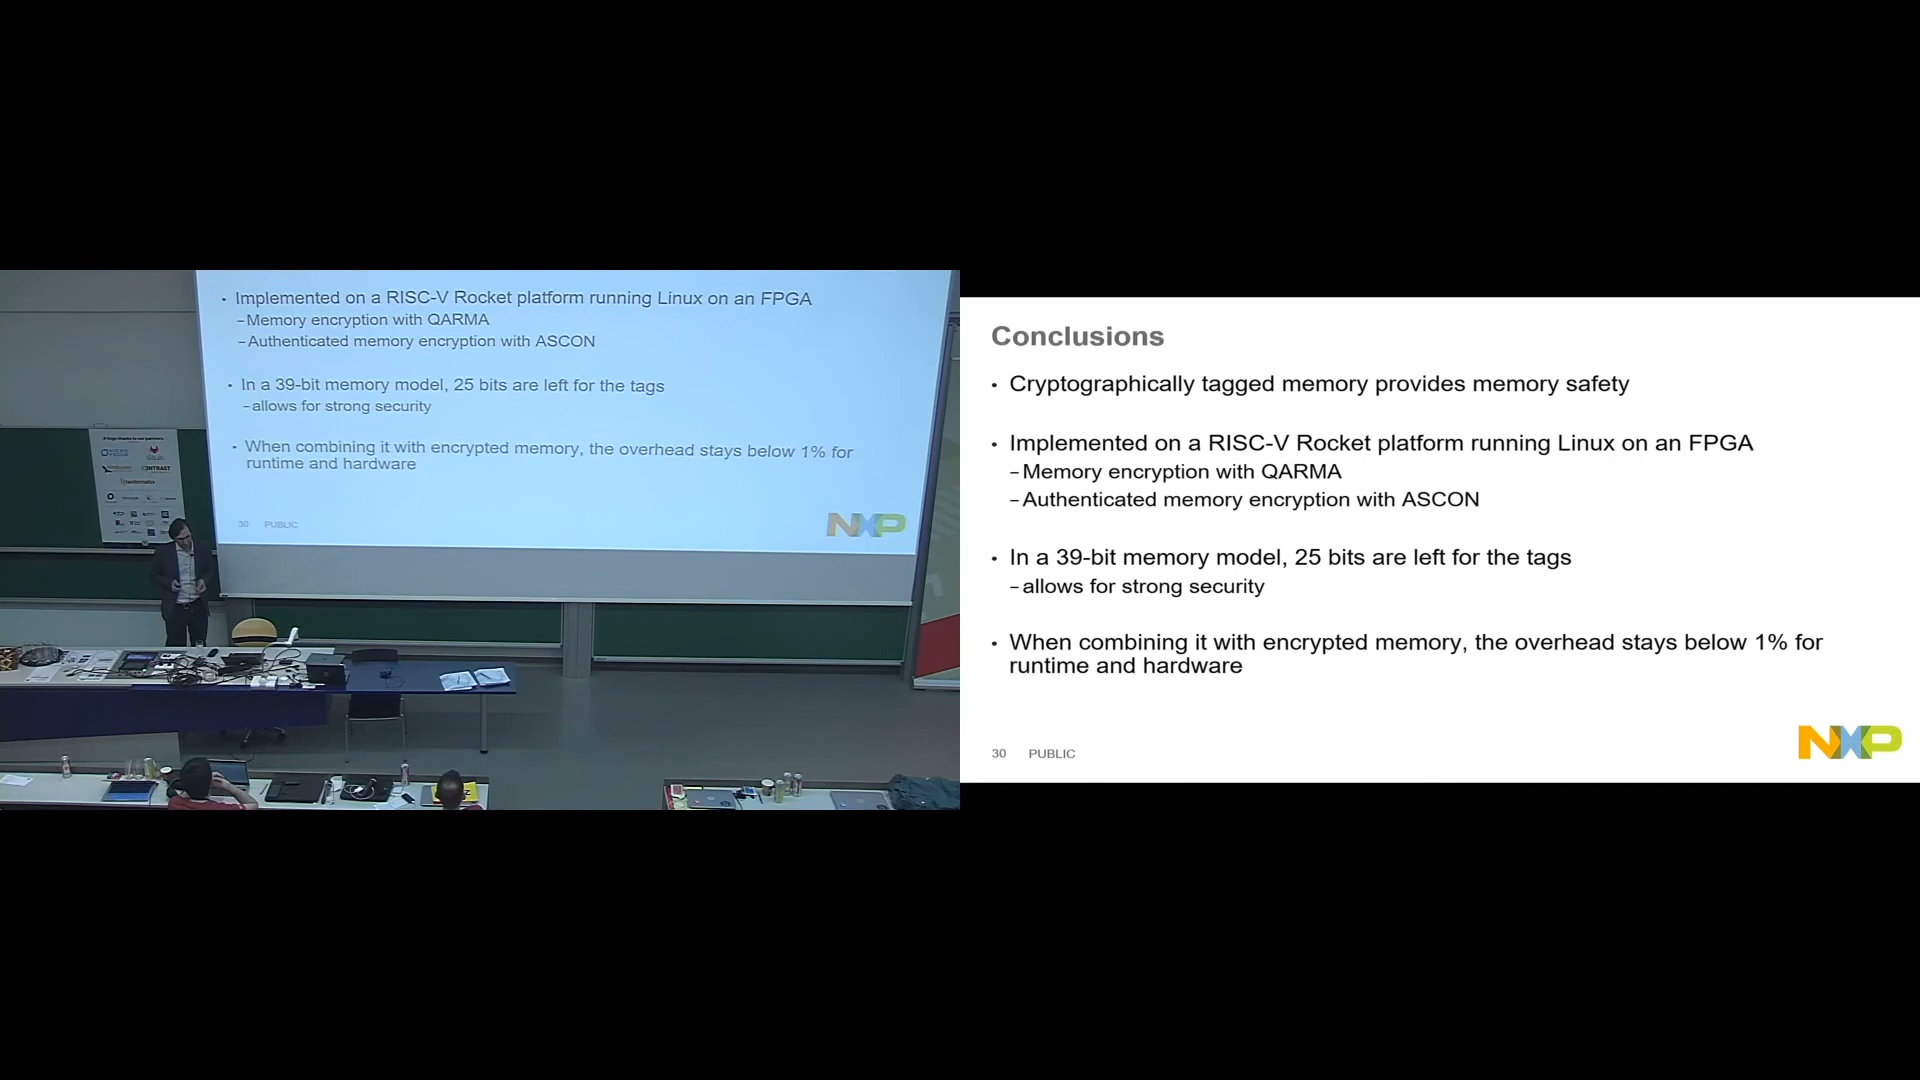 • Implemented on a RISC-V Rocket platform running Linux on an FPGA
– Memory encryption with QARMA
– Authenticated memory encryption with ASCON
• In a 39-bit memory model, 25 bits are left for the tags
– allows for strong security
• When combining it with encrypted memory, the overhead stays below 1% for
runtime and hardware
30 PUBLIC
NXP
A huge thanks to our partners.
Conclusions
• Cryptographically tagged memory provides memory safety
• Implemented on a RISC-V Rocket platform running Linux on an FPGA
– Memory encryption with QARMA
– Authenticated memory encryption with ASCON
• In a 39-bit memory model, 25 bits are left for the tags
– allows for strong security
• When combining it with encrypted memory, the overhead stays below 1% for
runtime and hardware
30 PUBLIC
NXP